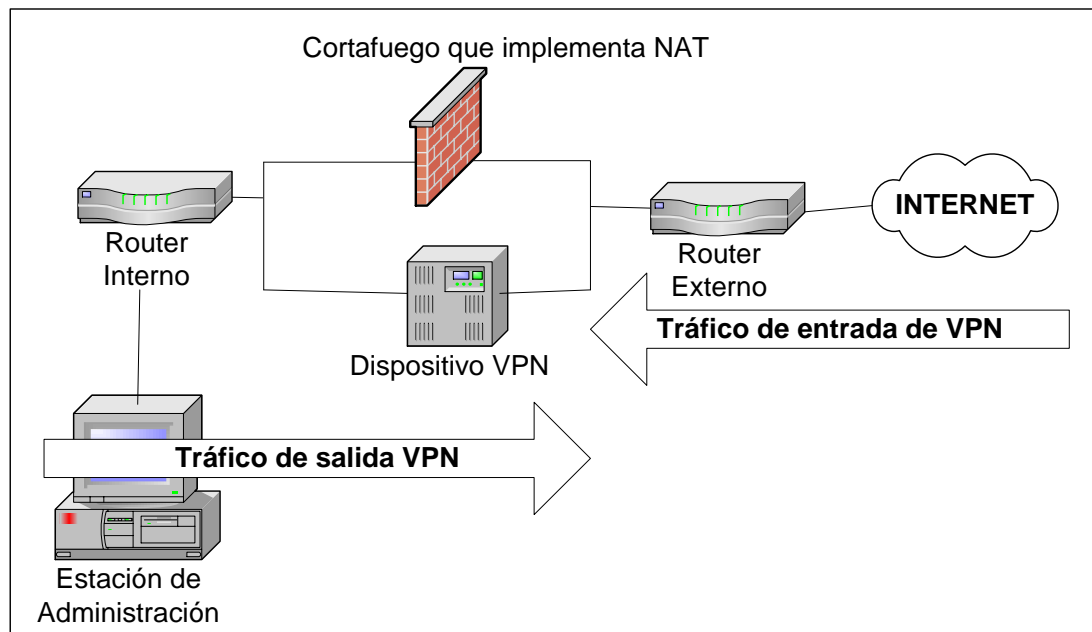 Cortafuego que implementa NAT
Router
Interno
INTERNET
Router
Externo
Tráfico de entrada de VPN
Dispositivo VPN
Tráfico de salida VPN
Estación de
Administración